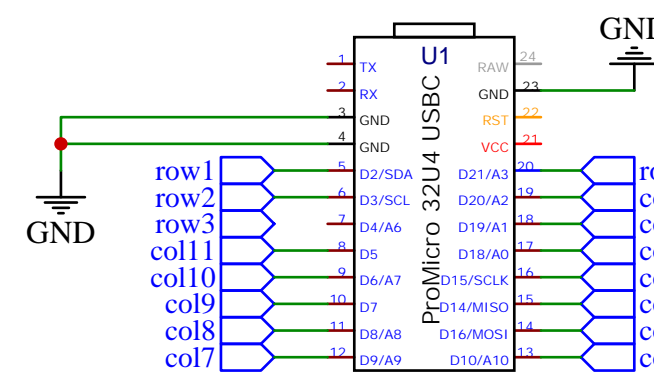 GND
U1
ProMicro 32U4 USBC
1 TX
2 RX
3 GND
4 GND
row1 5 D2/SDA
row2 6 D3/SCL
row3 7 D4/A6
col11 8 D5
col10 9 D6/A7
col9 10 D7
col8 11 D8/A8
col7 12 D9/A9
GND
RAW 24
GND 23
RST 22
VCC 21
D21/A3 20
D20/A2 19
D19/A1 18
D18/A0 17
D15/SCLK 16
D14/MISO 15
D16/MOSI 14
D10/A10 13